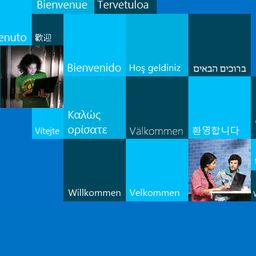 Bienvenue
Tervetuloa
enuto
歡迎
Bienvenido
Hoş geldiniz
ברוכים הבאים
Vítejte
Καλώς
ορίσατε
Välkommen
환영합니다
Willkommen
Velkommen